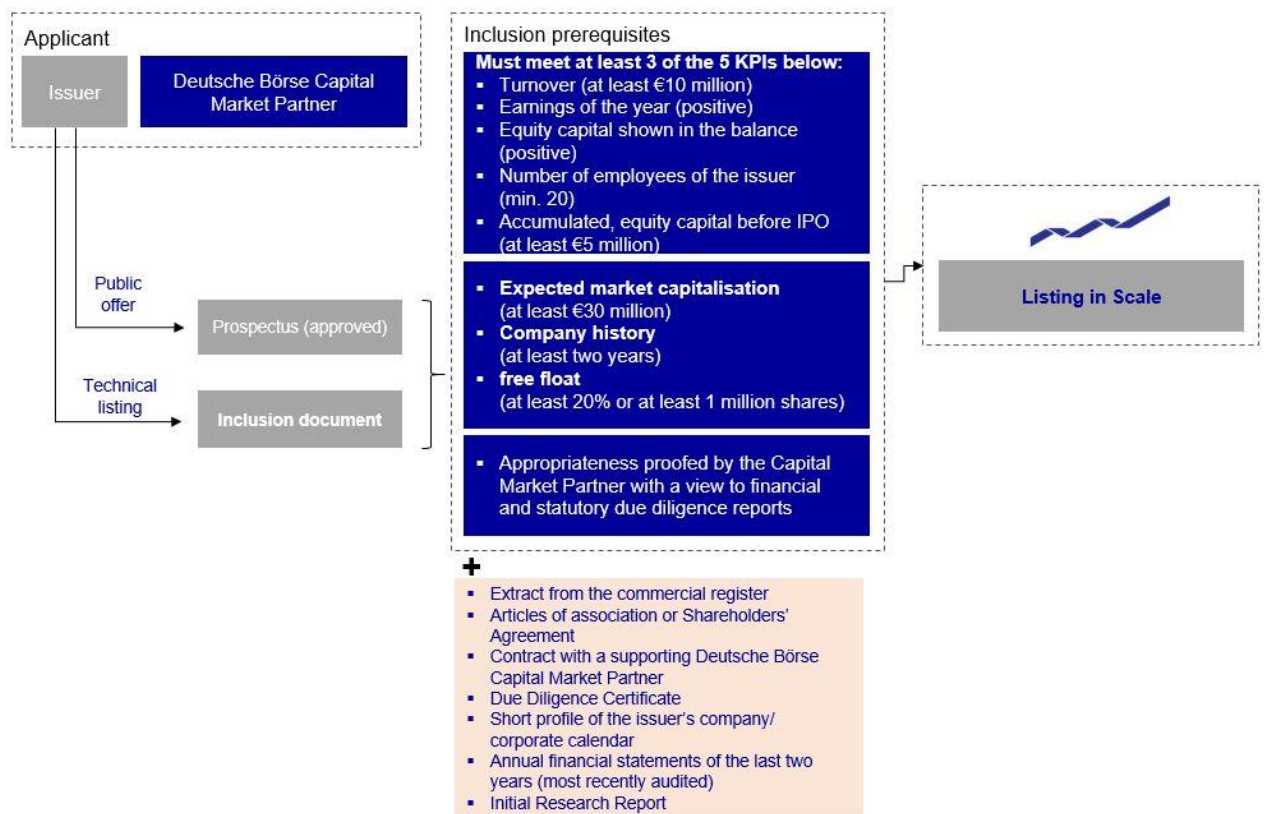 Applicant
Issuer
Deutsche Börse Capital
Market Partner
Public
offer
Prospectus (approved)
Technical
listing
Inclusion document
Inclusion prerequisites
Must meet at least 3 of the 5 KPIs below:
▪ Turnover (at least €10 million)
▪ Earnings of the year (positive)
▪ Equity capital shown in the balance
(positive)
▪ Number of employees of the issuer
(min. 20)
▪ Accumulated, equity capital before IPO
(at least €5 million)
▪ Expected market capitalisation
(at least €30 million)
▪ Company history
(at least two years)
▪ free float
(at least 20% or at least 1 million shares)
▪ Appropriateness proofed by the Capital
Market Partner with a view to financial
and statutory due diligence reports
+
▪ Extract from the commercial register
▪ Articles of association or Shareholders’
Agreement
▪ Contract with a supporting Deutsche Börse
Capital Market Partner
▪ Due Diligence Certificate
▪ Short profile of the issuer’s company/
corporate calendar
▪ Annual financial statements of the last two
years (most recently audited)
▪ Initial Research Report
Listing in Scale